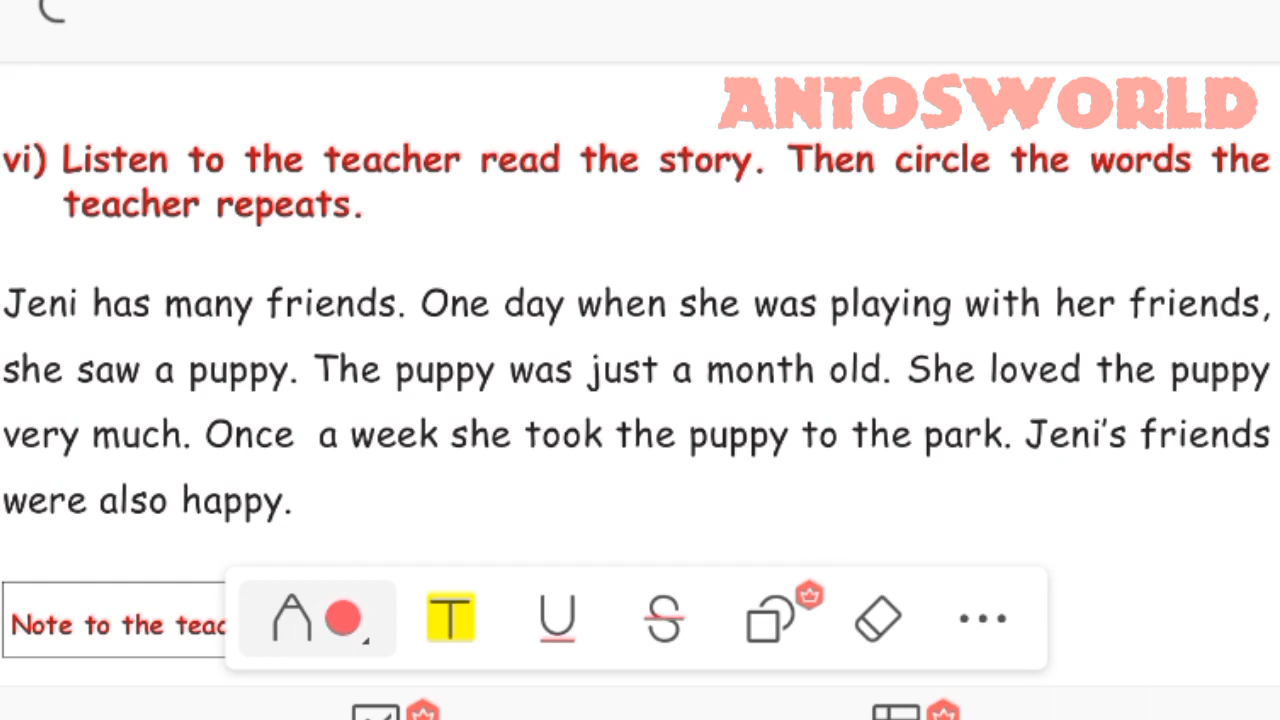 ANTOSWORLD
vi) Listen to the teacher read the story. Then circle the words the
teacher repeats.
Jeni has many friends. One day when she was playing with her friends,
she saw a puppy. The puppy was just a month old. She loved the puppy
very much. Once a week she took the puppy to the park. Jeni's friends
were also happy.
Note to the